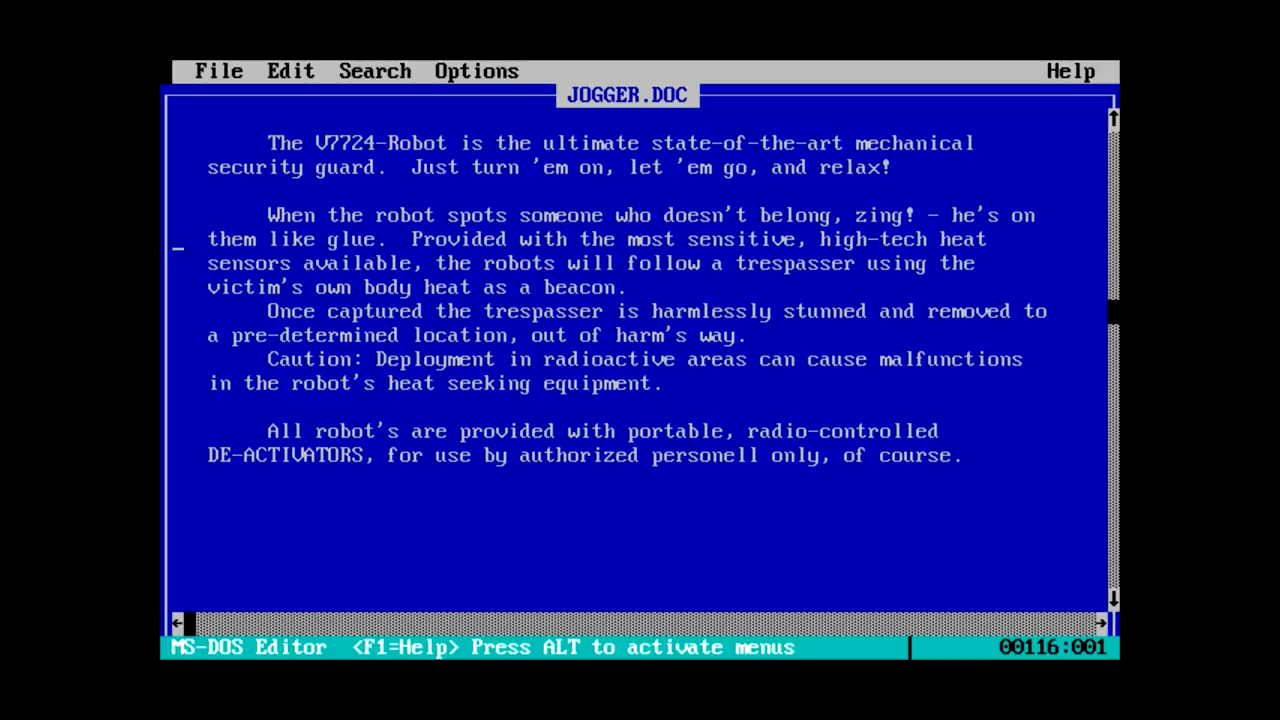 File Edit Search Options Help
JOGGER.DOC
The V7724-Robot is the ultimate state-of-the-art mechanical
security guard. Just turn 'em on, let 'em go, and relax!
When the robot spots someone who doesn't belong, zing! - he's on
them like glue. Provided with the most sensitive, high-tech heat
sensors available, the robots will follow a trespasser using the
victim's own body heat as a beacon.
Once captured the trespasser is harmlessly stunned and removed to
a pre-determined location, out of harm's way.
Caution: Deployment in radioactive areas can cause malfunctions
in the robot's heat seeking equipment.
All robot's are provided with portable, radio-controlled
DE-ACTIVATORS, for use by authorized personell only, of course.
MS-DOS Editor <F1=Help> Press ALT to activate menus 00116:001